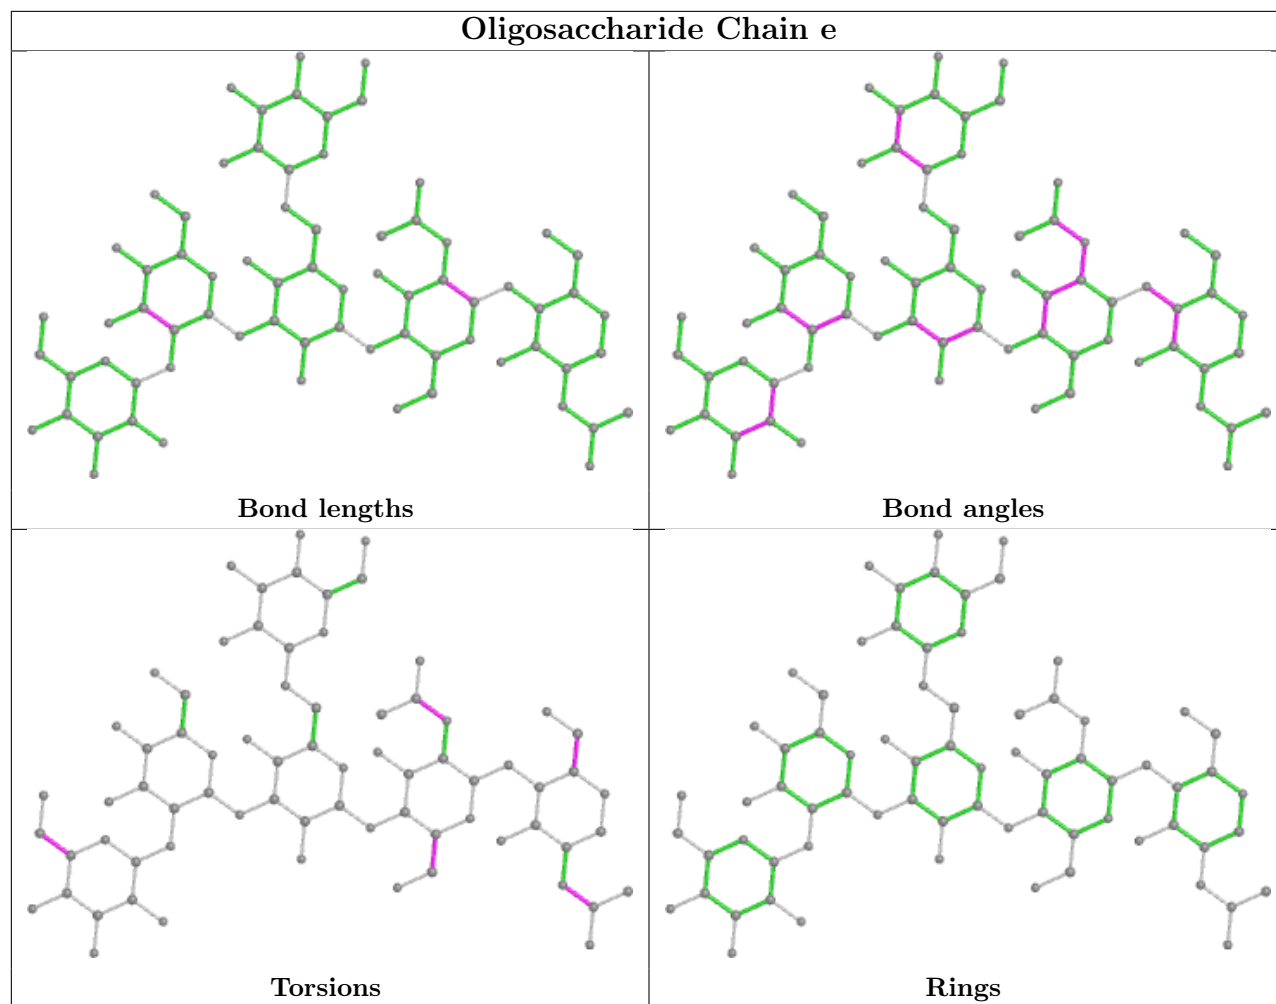 Oligosaccharide Chain e
Bond lengths
Bond angles
Torsions
Rings